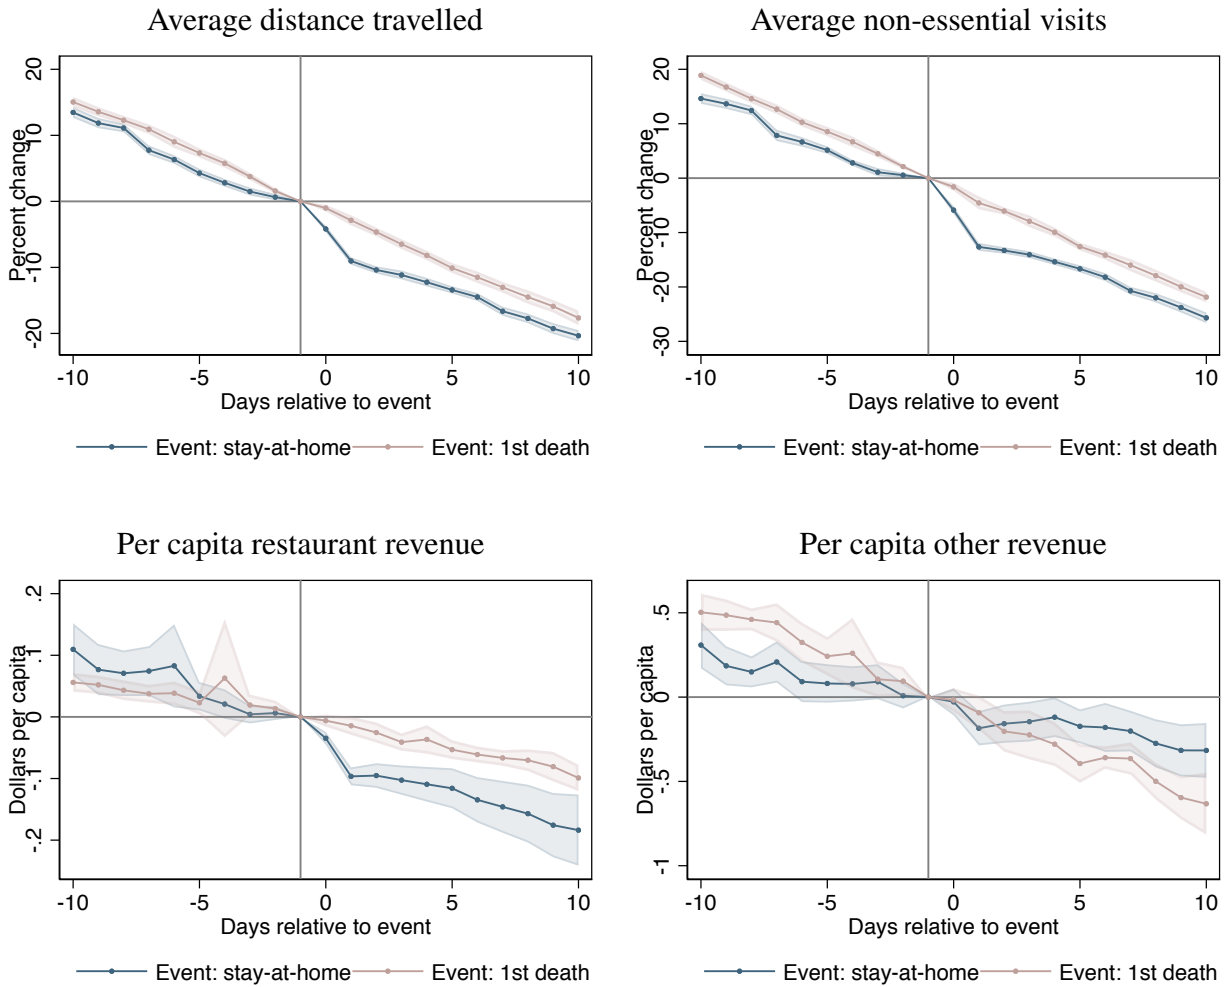 Average distance travelled
Average non-essential visits
20
10
0
-10
-20
Percent change
-10 -5 0 5 10
Days relative to event
Event: stay-at-home Event: 1st death
20
10
0
-10
-20
-30
Percent change
-10 -5 0 5 10
Days relative to event
Event: stay-at-home Event: 1st death
Per capita restaurant revenue
Per capita other revenue
.2
.1
0
-.1
-.2
Dollars per capita
-10 -5 0 5 10
Days relative to event
Event: stay-at-home Event: 1st death
.5
0
-.5
-1
Dollars per capita
-10 -5 0 5 10
Days relative to event
Event: stay-at-home Event: 1st death